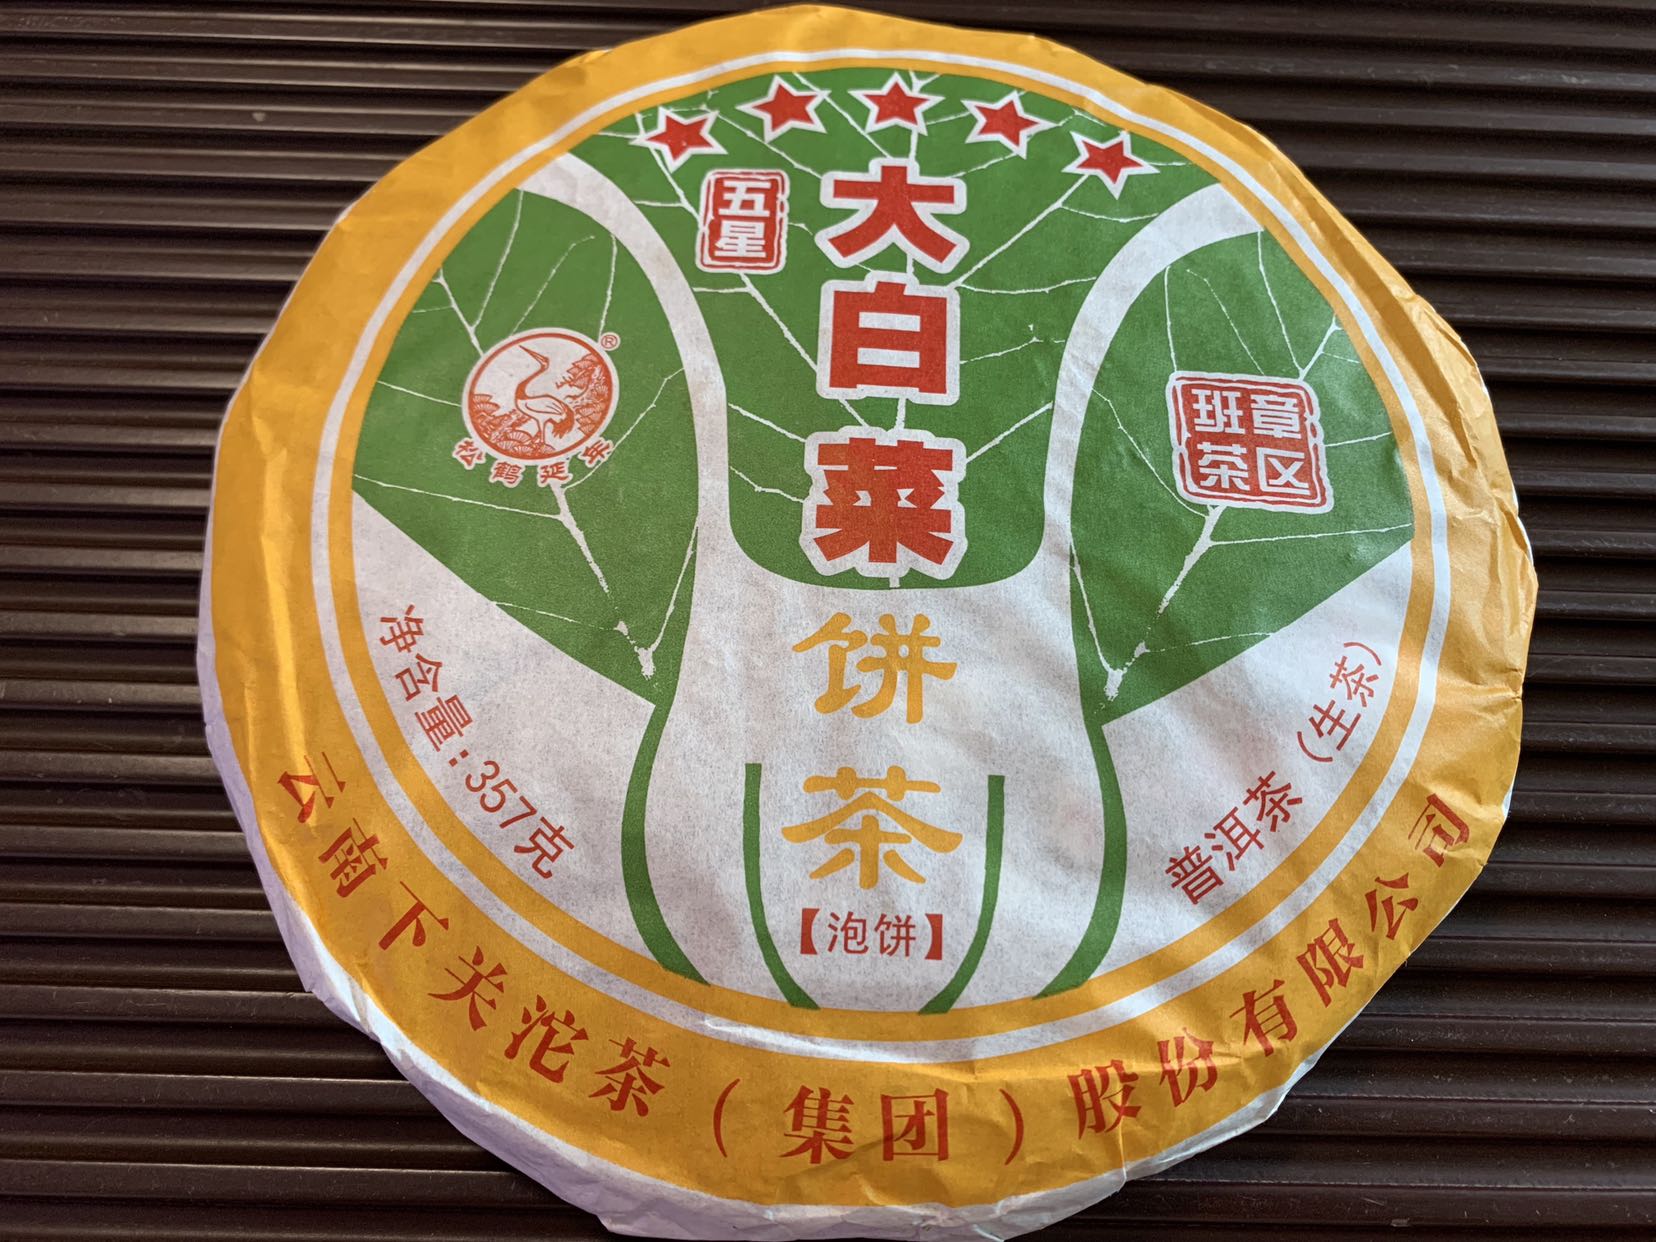 五星
大白菜
松鹤延年
®
班章
茶区
饼茶
【泡饼】
净含量:357克
普洱茶（生茶）
云南下关沱茶（集团）股份有限公司